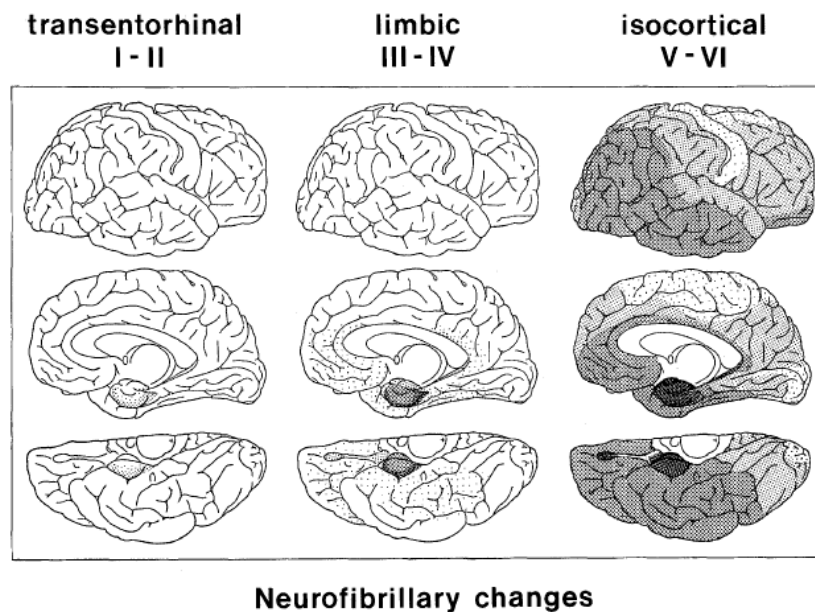 transentorhinal limbic isocortical
I - II III - IV V - VI
Neurofibrillary changes